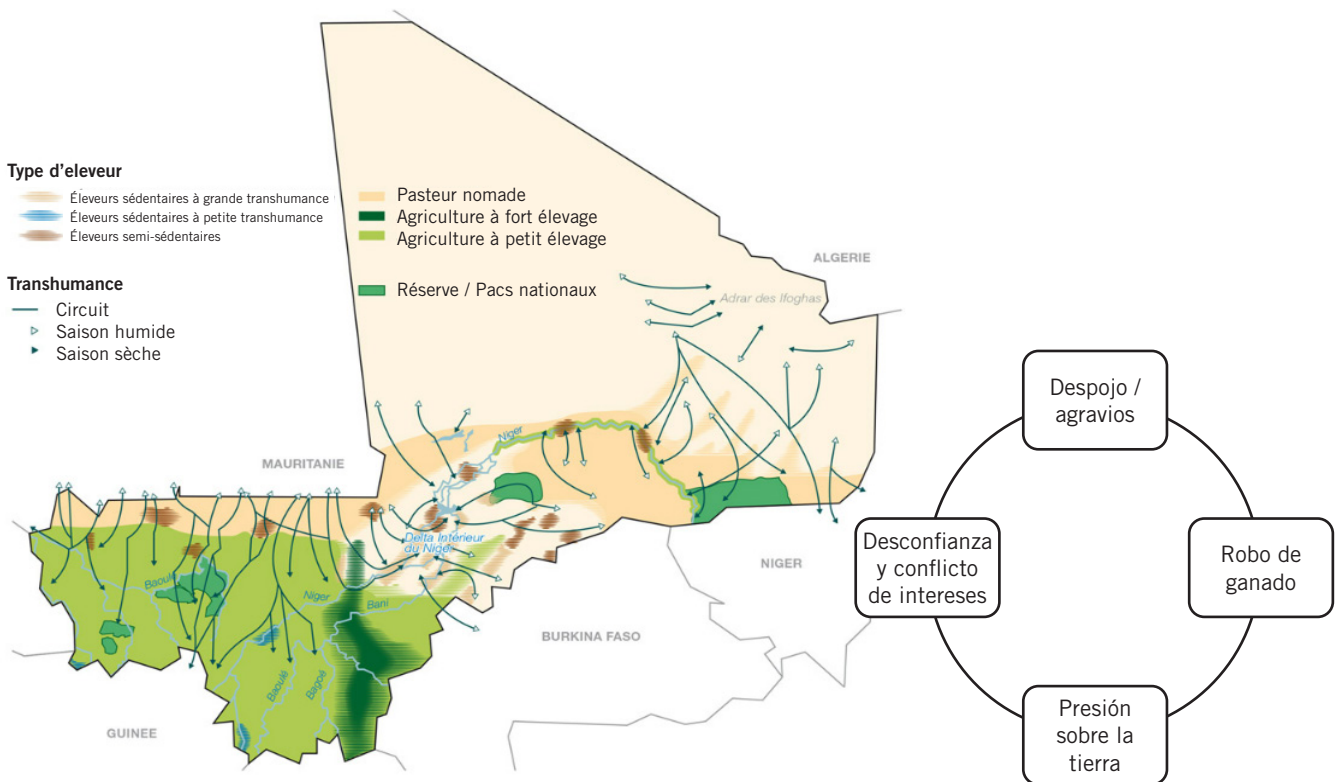 Type d'eleveur
Éleveurs sédentaires à grande transhumance
Éleveurs sédentaires à petite transhumance
Éleveurs semi-sédentaires
Transhumance
Circuit
Saison humide
Saison sèche
Pasteur nomade
Agriculture à fort élevage
Agriculture à petit élevage
Réserve / Pacs nationaux
ALGERIE
Adrar des Ifoghas
MAURITANIE
Niger
Delta Intérieur
du Niger
NIGER
Baoulé
Niger
Bani
BURKINA FASO
Baoulé
Bagoé
GUINEE
Despojo /
agravios
Desconfianza
y conflicto
de intereses
Robo de
ganado
Presión
sobre la
tierra